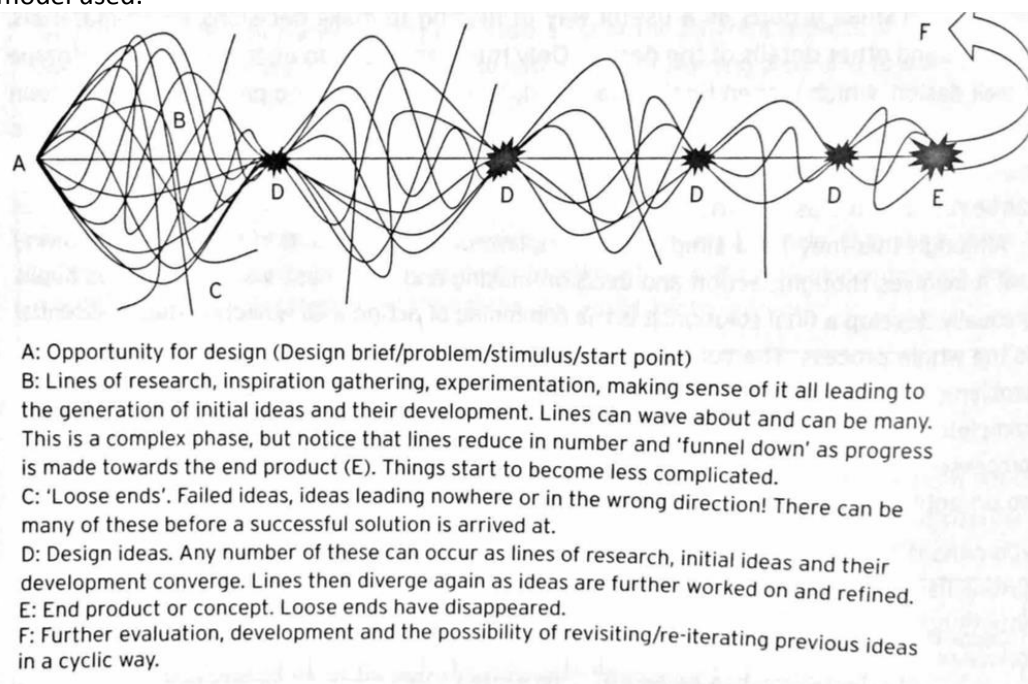 model used.
F
B
A
D
D
D
D
E
C
A: Opportunity for design (Design brief/problem/stimulus/start point)
B: Lines of research, inspiration gathering, experimentation, making sense of it all leading to
the generation of initial ideas and their development. Lines can wave about and can be many.
This is a complex phase, but notice that lines reduce in number and ‘funnel down’ as progress
is made towards the end product (E). Things start to become less complicated.
C: ‘Loose ends’. Failed ideas, ideas leading nowhere or in the wrong direction! There can be
many of these before a successful solution is arrived at.
D: Design ideas. Any number of these can occur as lines of research, initial ideas and their
development converge. Lines then diverge again as ideas are further worked on and refined.
E: End product or concept. Loose ends have disappeared.
F: Further evaluation, development and the possibility of revisiting/re-iterating previous ideas
in a cyclic way.